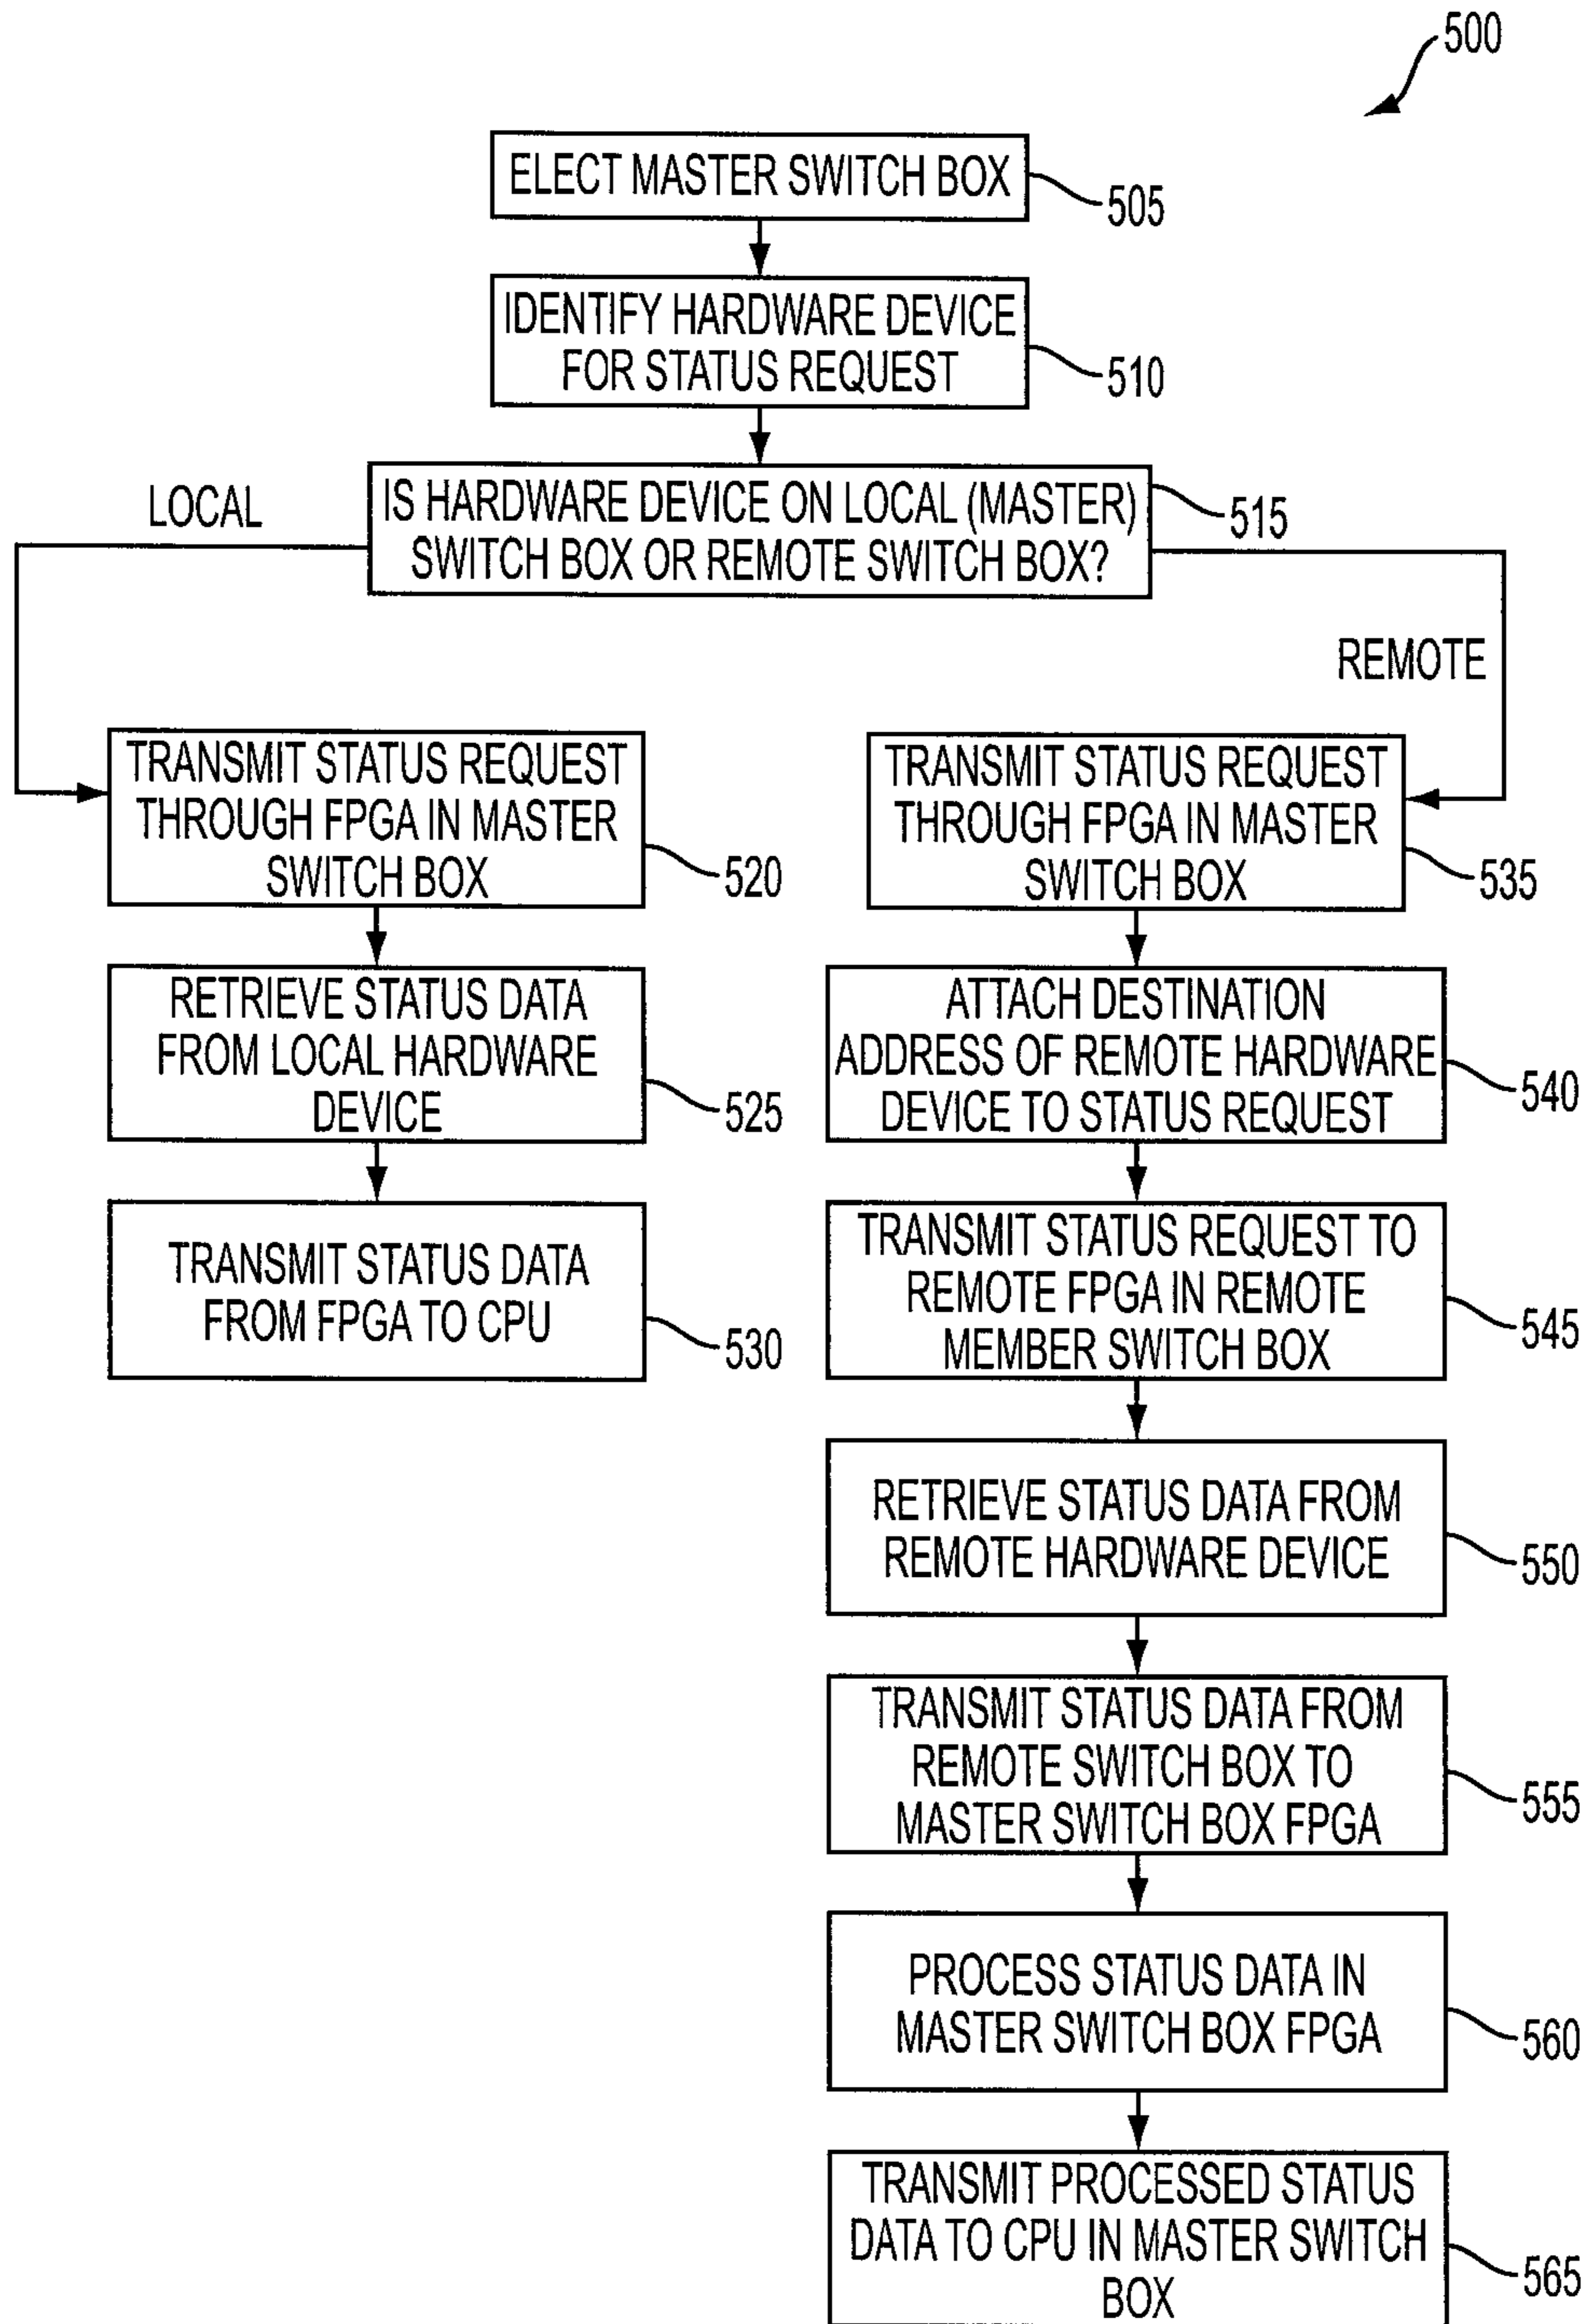 500
ELECT MASTER SWITCH BOX
505
IDENTIFY HARDWARE DEVICE
FOR STATUS REQUEST
510
IS HARDWARE DEVICE ON LOCAL (MASTER)
SWITCH BOX OR REMOTE SWITCH BOX?
515
LOCAL
REMOTE
TRANSMIT STATUS REQUEST
THROUGH FPGA IN MASTER
SWITCH BOX
520
RETRIEVE STATUS DATA
FROM LOCAL HARDWARE
DEVICE
525
TRANSMIT STATUS DATA
FROM FPGA TO CPU
530
TRANSMIT STATUS REQUEST
THROUGH FPGA IN MASTER
SWITCH BOX
535
ATTACH DESTINATION
ADDRESS OF REMOTE HARDWARE
DEVICE TO STATUS REQUEST
540
TRANSMIT STATUS REQUEST TO
REMOTE FPGA IN REMOTE
MEMBER SWITCH BOX
545
RETRIEVE STATUS DATA FROM
REMOTE HARDWARE DEVICE
550
TRANSMIT STATUS DATA FROM
REMOTE SWITCH BOX TO
MASTER SWITCH BOX FPGA
555
PROCESS STATUS DATA IN
MASTER SWITCH BOX FPGA
560
TRANSMIT PROCESSED STATUS
DATA TO CPU IN MASTER SWITCH
BOX
565